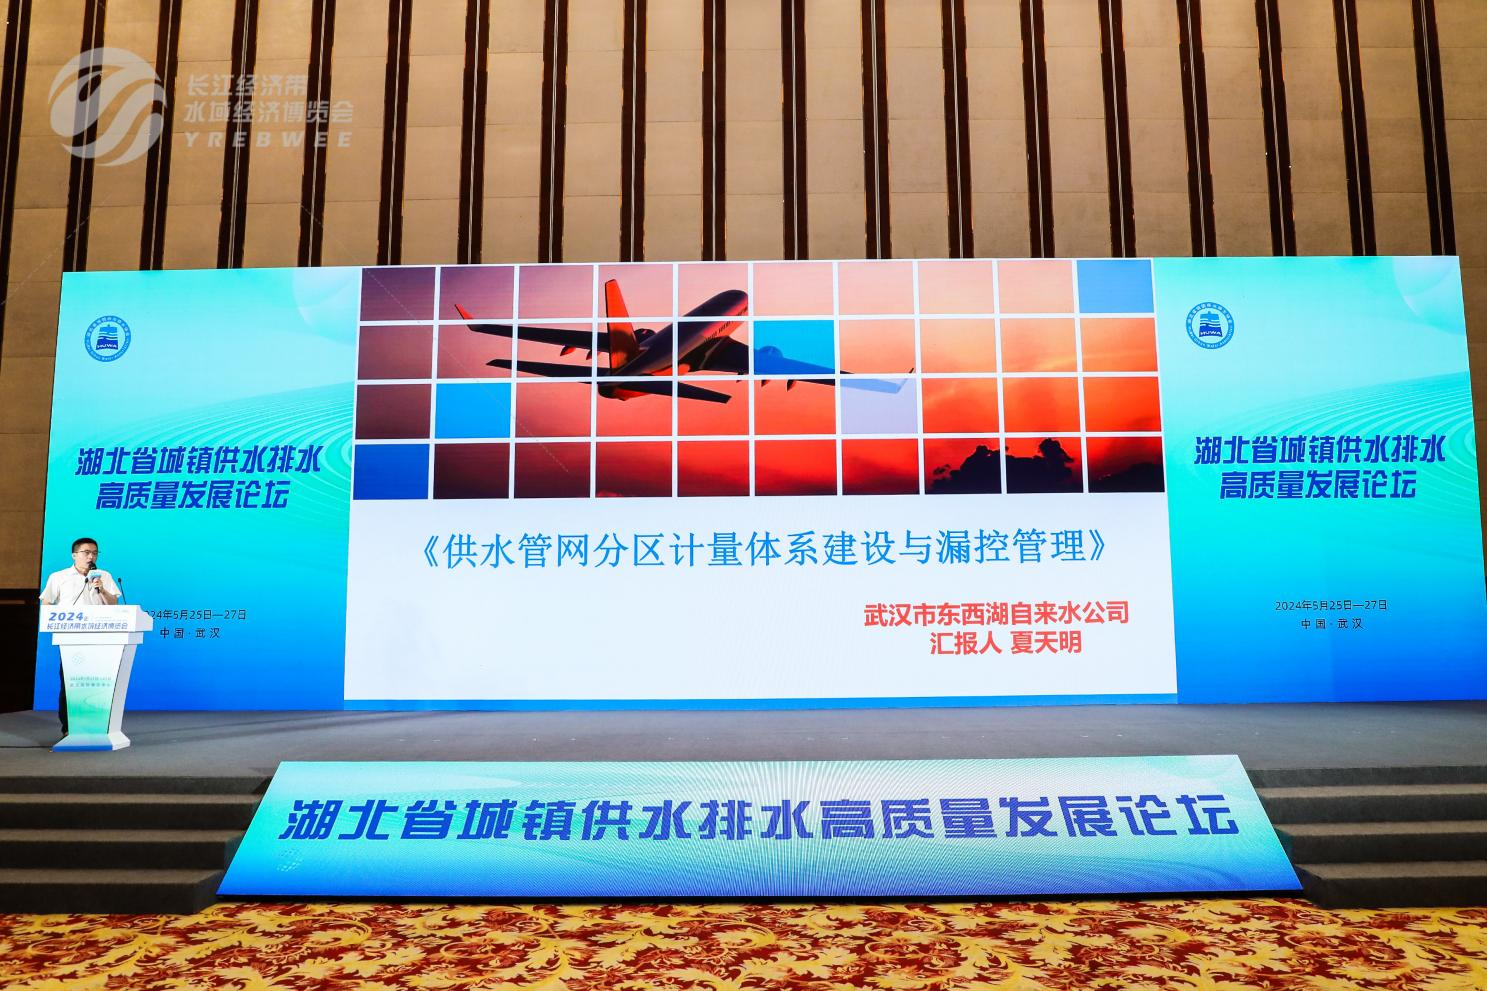 长江经济带
水域经济博览会
YREBWEE
HUWA
湖北省城镇供水排水
高质量发展论坛
24年5月25日—27日
中国·武汉
《供水管网分区计量体系建设与漏控管理》
武汉市东西湖自来水公司
汇报人 夏天明
HUWA
湖北省城镇供水排水
高质量发展论坛
2024年5月25日—27日
中国·武汉
2024
长江经济带水域经济博览会
湖北省城镇供水排水高质量发展论坛